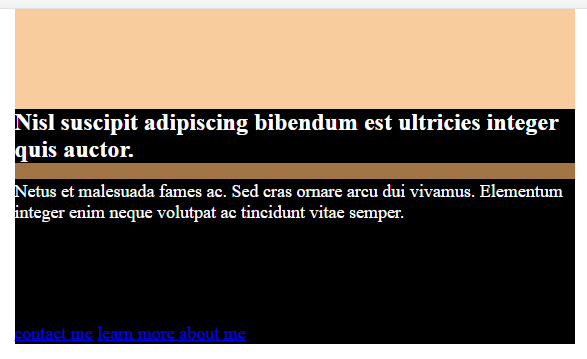 Nisl suscipit adipiscing bibendum est ultricies integer
quis auctor.
Netus et malesuada fames ac. Sed cras ornare arcu dui vivamus. Elementum
integer enim neque volutpat ac tincidunt vitae semper.
contact me learn more about me